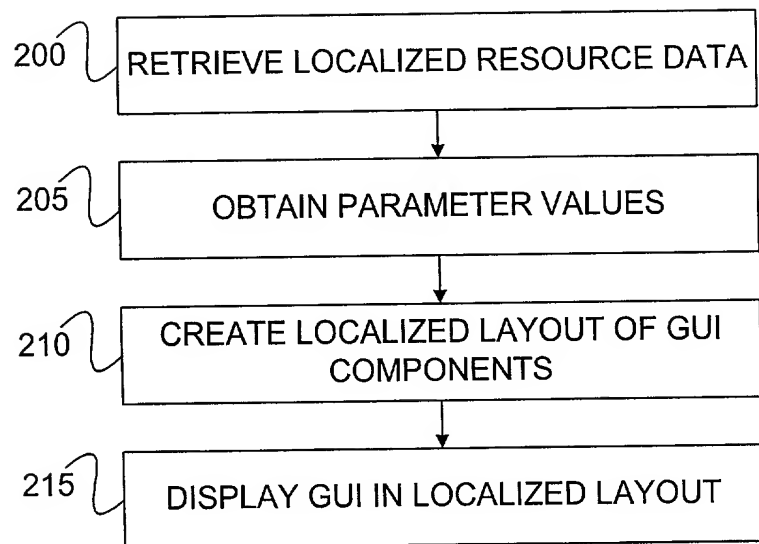 200 RETRIEVE LOCALIZED RESOURCE DATA
205 OBTAIN PARAMETER VALUES
210 CREATE LOCALIZED LAYOUT OF GUI
COMPONENTS
215 DISPLAY GUI IN LOCALIZED LAYOUT